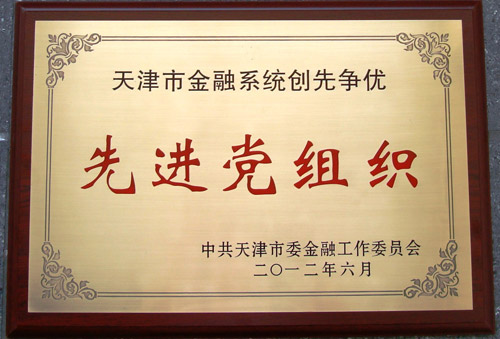 天津市金融系统创先争优
先进党组织
中共天津市委金融工作委员会
二〇一二年六月